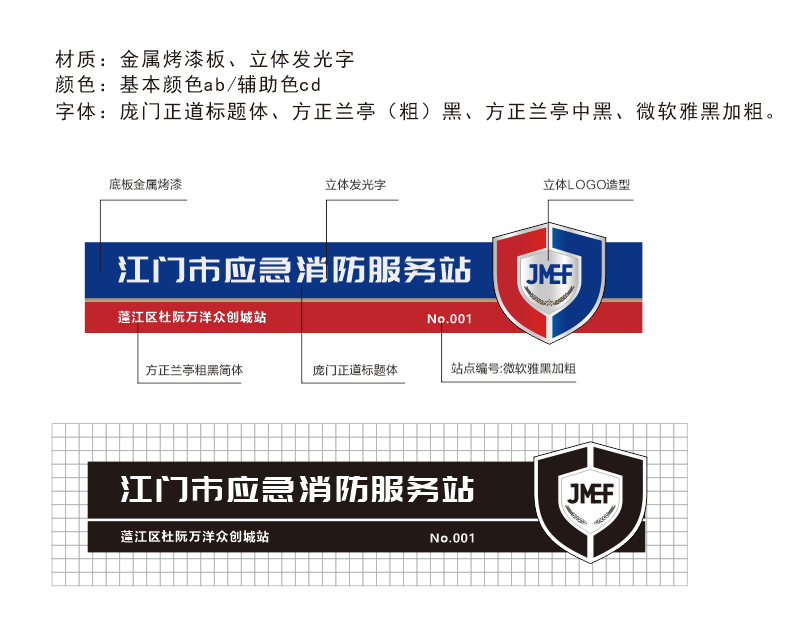 材质：金属烤漆板、立体发光字
颜色：基本颜色ab/辅助色cd
字体：庞门正道标题体、方正兰亭（粗）黑、方正兰亭中黑、微软雅黑加粗。
底板金属烤漆
立体发光字
立体LOGO造型
江门市应急消防服务站
JMEF
蓬江区杜阮万洋众创城站
No.001
方正兰亭粗黑简体
庞门正道标题体
站点编号:微软雅黑加粗
江门市应急消防服务站
JMEF
蓬江区杜阮万洋众创城站
No.001